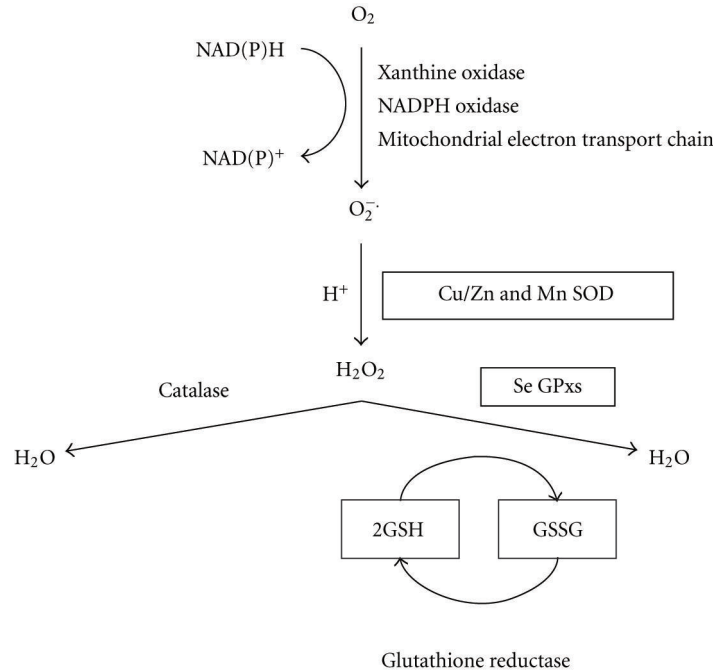 O₂
NAD(P)H
Xanthine oxidase
NADPH oxidase
Mitochondrial electron transport chain
NAD(P)⁺
O₂⁻·
H⁺
Cu/Zn and Mn SOD
H₂O₂
Catalase
Se GPxs
H₂O
H₂O
2GSH
GSSG
Glutathione reductase